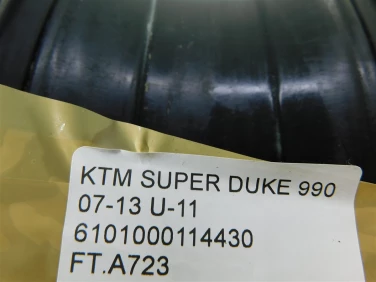 KTM SUPER DUKE 990
07-13 U-11
6101000114430
FT.A723